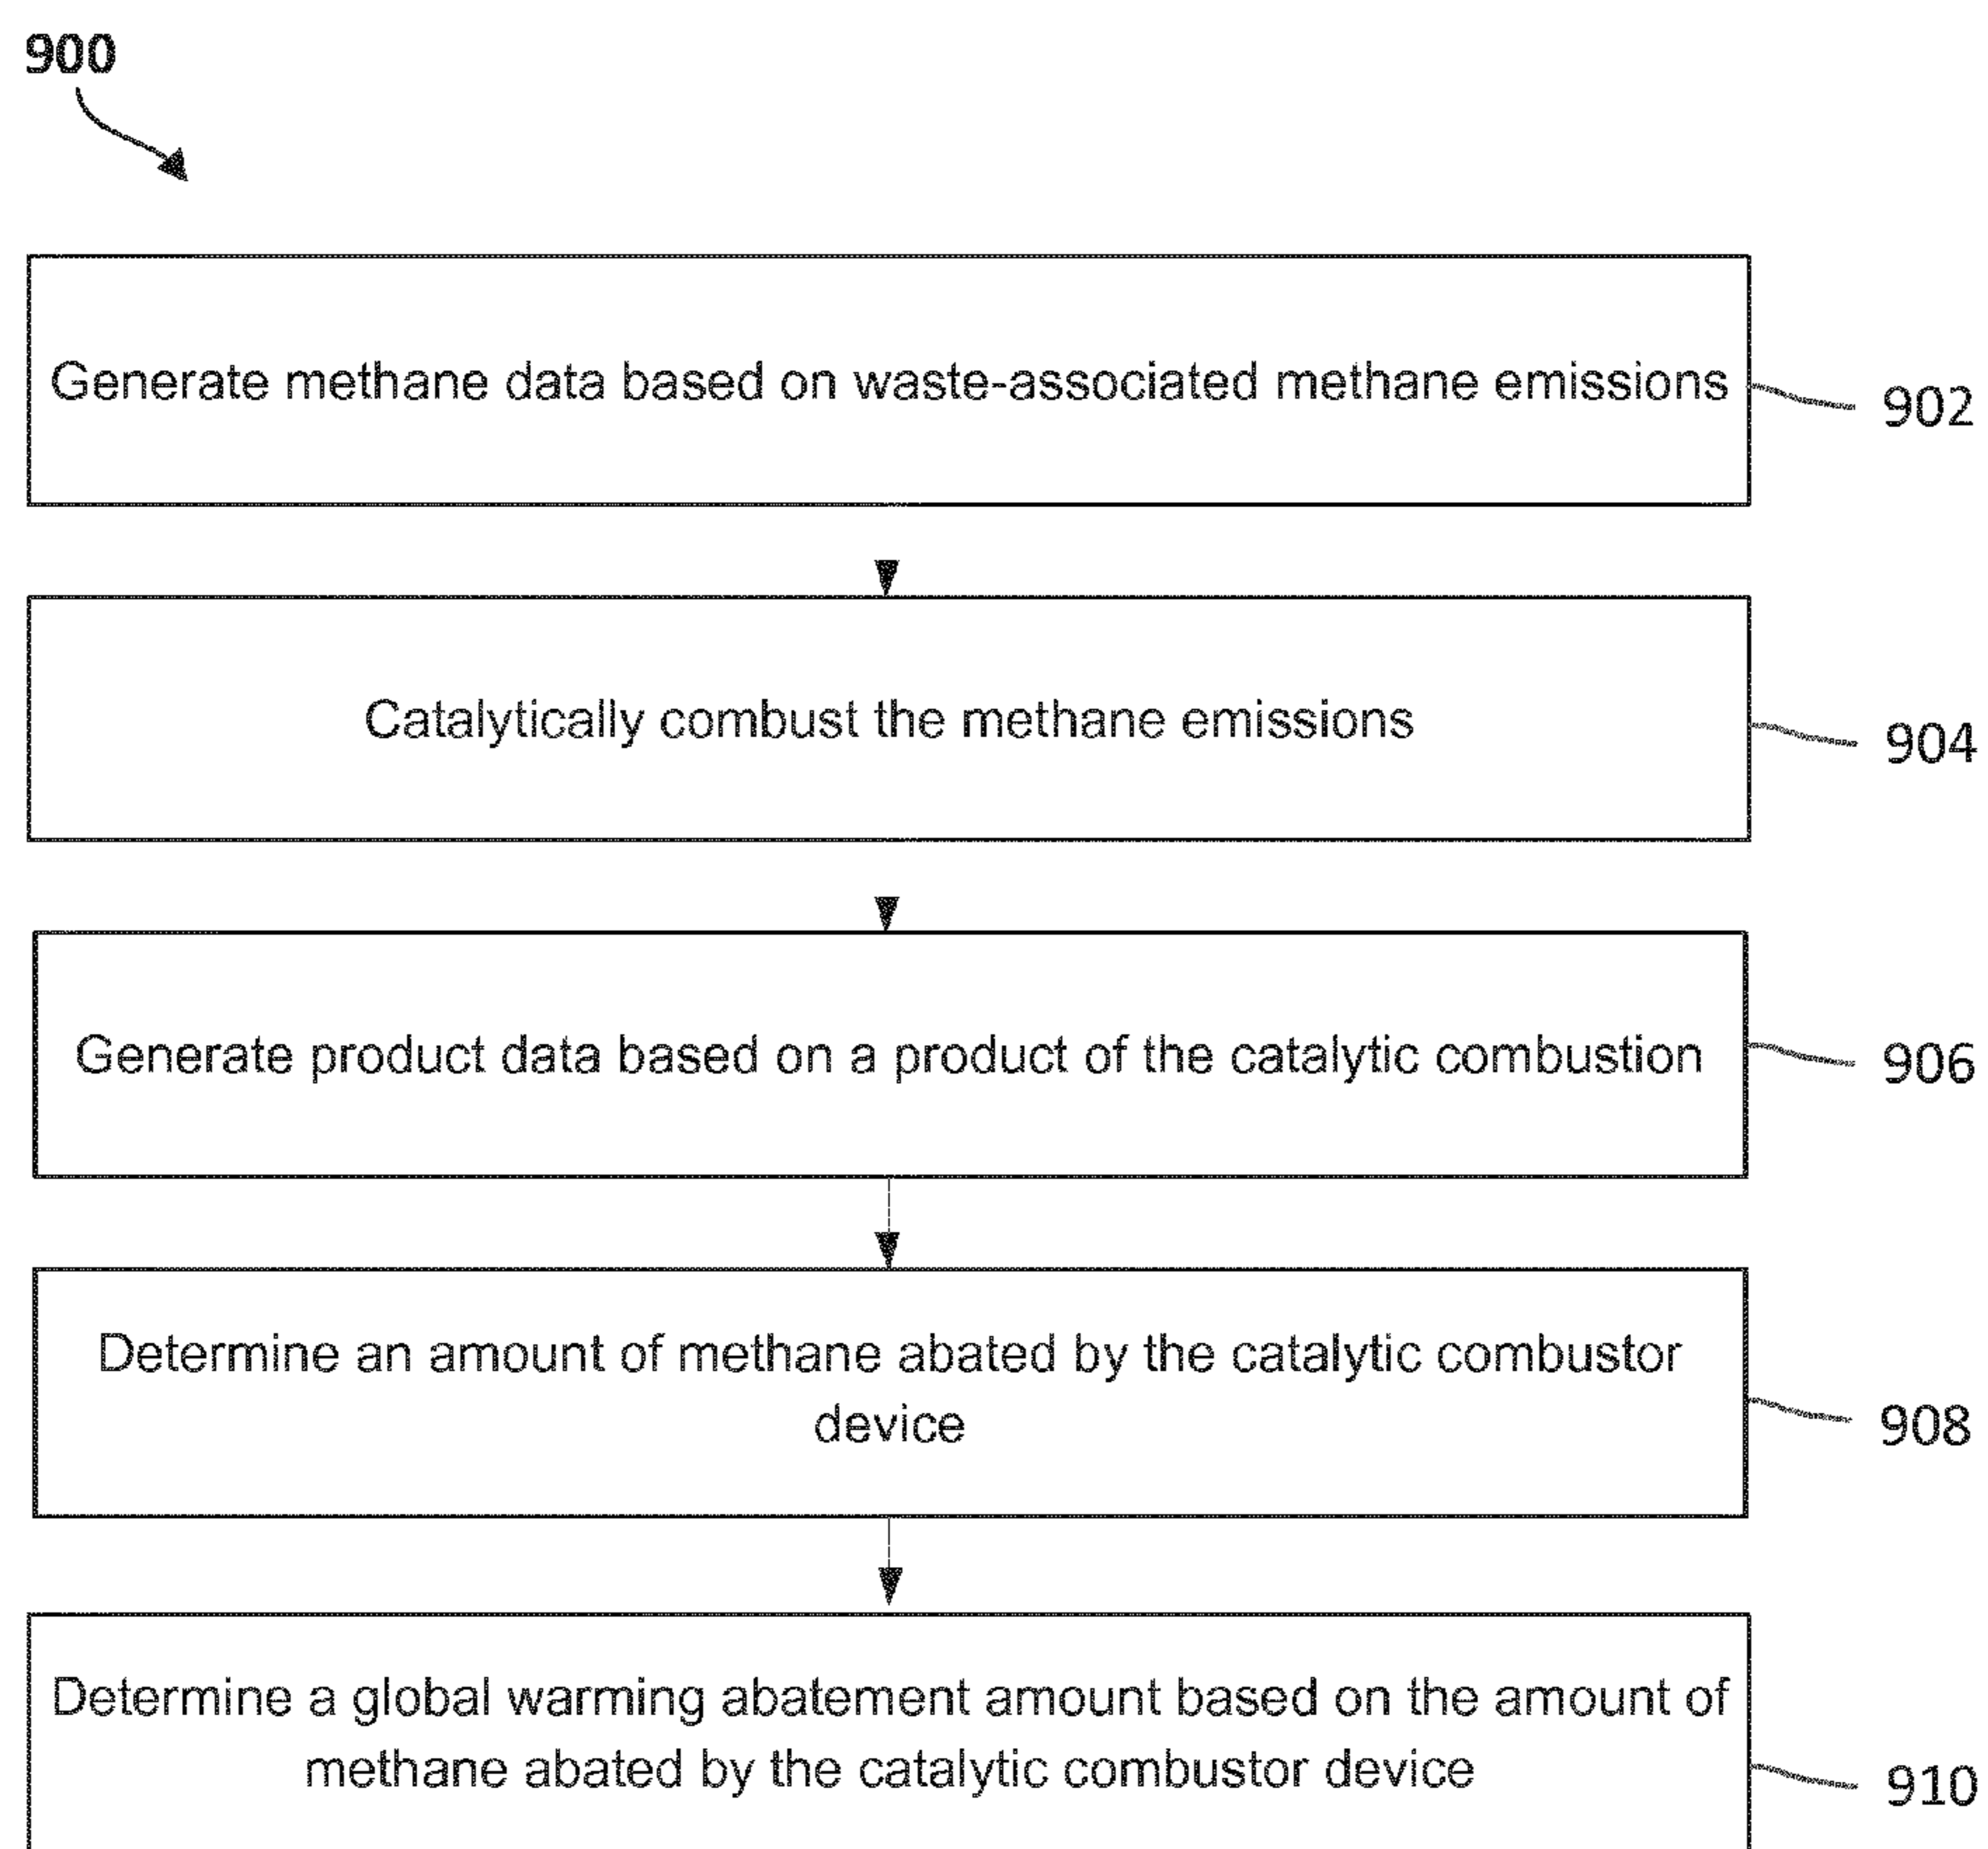 900
Generate methane data based on waste-associated methane emissions
902
Catalytically combust the methane emissions
904
Generate product data based on a product of the catalytic combustion
906
Determine an amount of methane abated by the catalytic combustor
device
908
Determine a global warming abatement amount based on the amount of
methane abated by the catalytic combustor device
910